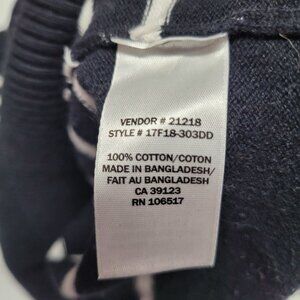 VENDOR # 21218
STYLE # 17F18-303DD
100% COTTON/COTON
MADE IN BANGLADESH/
FAIT AU BANGLADESH
CA 39123
RN 106517